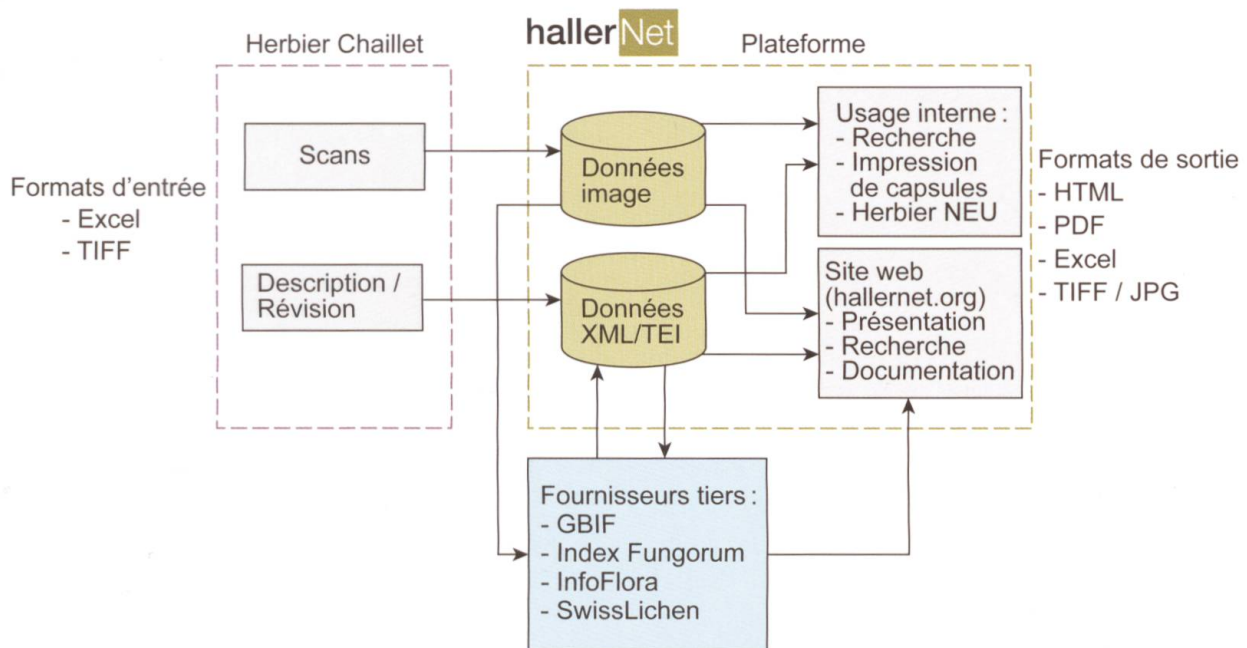 Herbier Chaillet
hallerNet
Plateforme
Formats d'entrée
- Excel
- TIFF
Scans
Description /
Révision
Données
image
Données
XML/TEI
Usage interne :
- Recherche
- Impression
de capsules
- Herbier NEU
Site web
(hallernet.org)
- Présentation
- Recherche
- Documentation
Formats de sortie
- HTML
- PDF
- Excel
- TIFF / JPG
Fournisseurs tiers :
- GBIF
- Index Fungorum
- InfoFlora
- SwissLichen